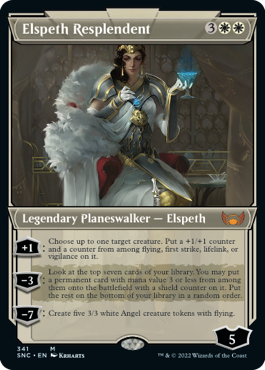 Elspeth Resplendent 3
Legendary Planeswalker — Elspeth
+1: Choose up to one target creature. Put a +1/+1 counter
and a counter from among flying, first strike, lifelink, or
vigilance on it.
-3: Look at the top seven cards of your library. You may put
a permanent card with mana value 3 or less from among
them onto the battlefield with a shield counter on it. Put
the rest on the bottom of your library in a random order.
-7: Create five 3/3 white Angel creature tokens with flying.
5
341 M
SNC • EN KRHARTS
™ & © 2022 Wizards of the Coast